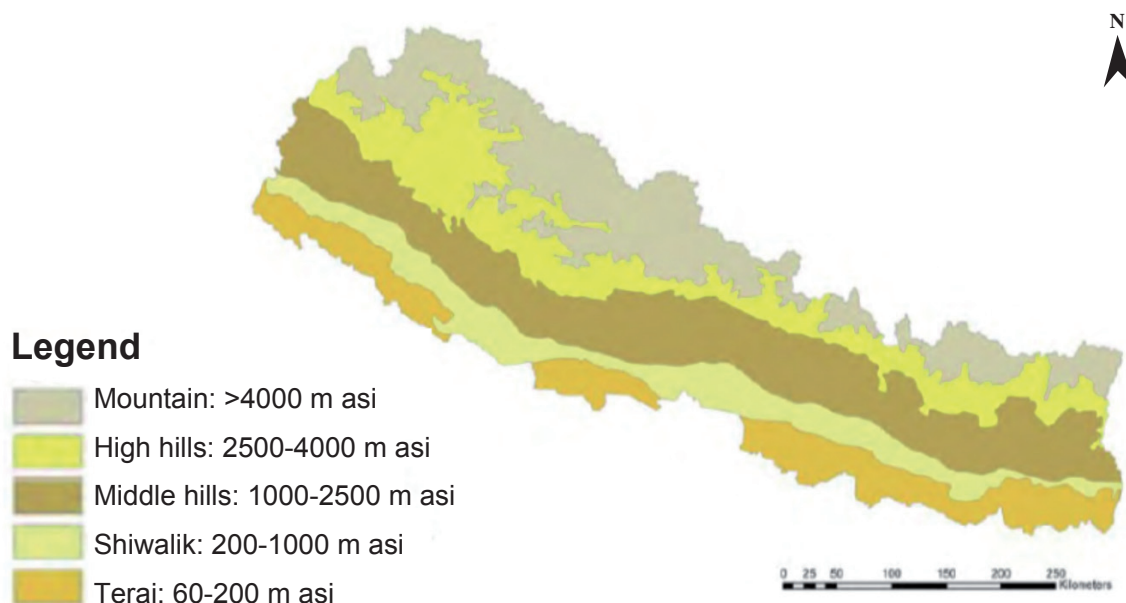 N
Legend
Mountain: >4000 m asi
High hills: 2500-4000 m asi
Middle hills: 1000-2500 m asi
Shiwalik: 200-1000 m asi
Terai: 60-200 m asi
0 25 50 100 150 200 250
Kilometers